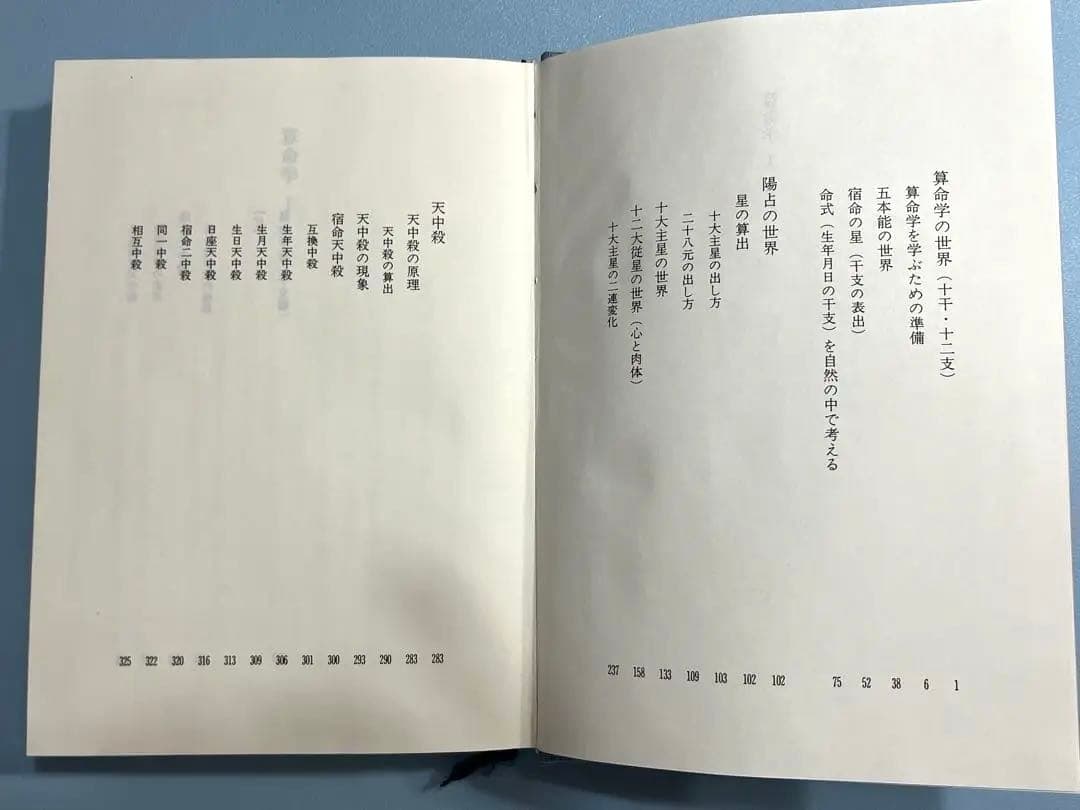 算命学の世界（十干・十二支） 1
算命学を学ぶための準備 6
五本能の世界 38
宿命の星（干支の表出） 52
命式（生年月日の干支）を自然の中で考える 75
陽占の世界 102
星の算出 102
十大主星の出し方 103
二十八元の出し方 109
十大主星の世界 133
十二大従星の世界（心と肉体） 158
十大主星の二連変化 237
天中殺 283
天中殺の原理 283
天中殺の算出 290
天中殺の現象 293
宿命天中殺 300
互換中殺 301
生年天中殺 306
生月天中殺 309
生日天中殺 313
日座天中殺 316
宿命二中殺 320
同一中殺 322
相互中殺 325